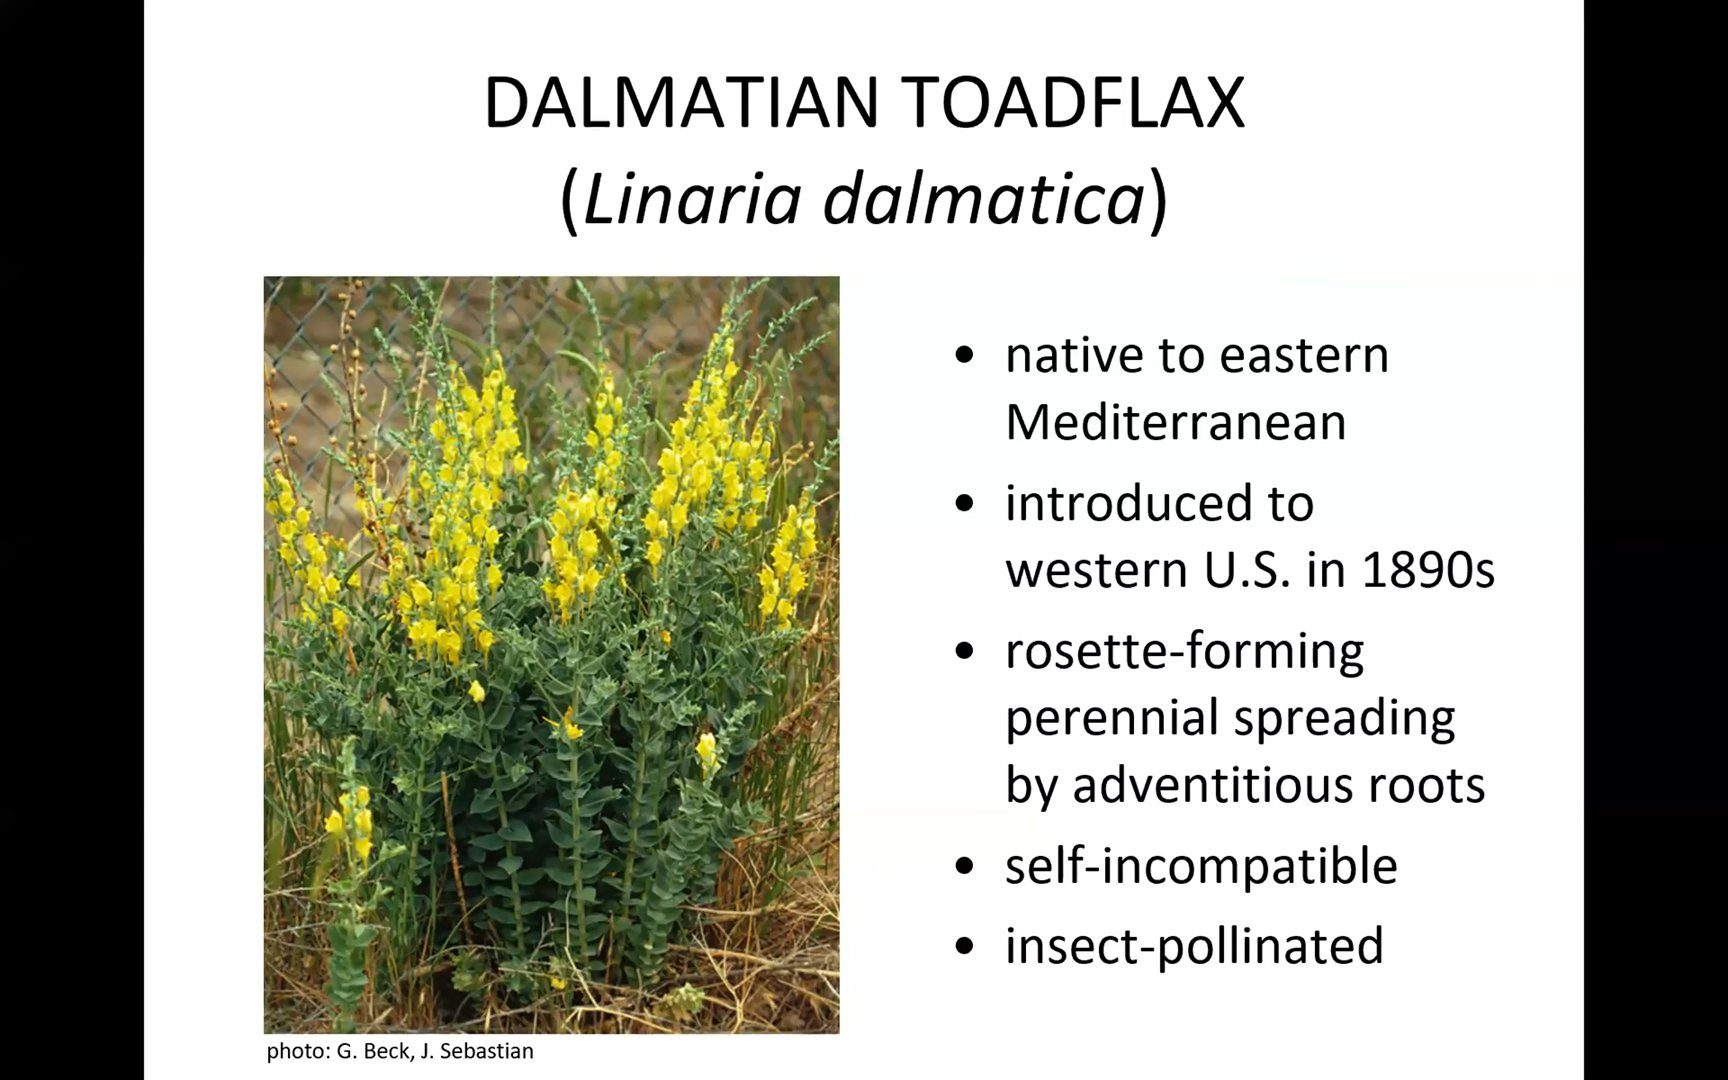 DALMATIAN TOADFLAX
(Linaria dalmatica)
• native to eastern
Mediterranean
• introduced to
western U.S. in 1890s
• rosette-forming
perennial spreading
by adventitious roots
• self-incompatible
• insect-pollinated
photo: G. Beck, J. Sebastian